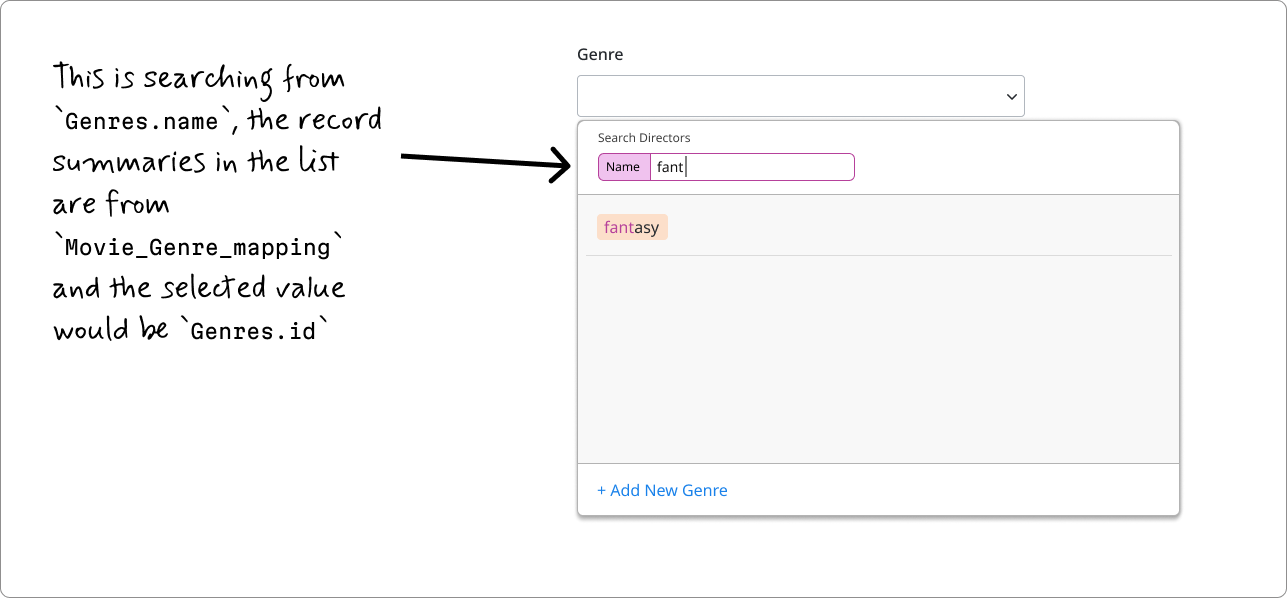 This is searching from
`Genres.name`, the record
summaries in the list
are from
`Movie_Genre_mapping`
and the selected value
would be `Genres.id`
Genre
Search Directors
Name fant
fantasy
+ Add New Genre